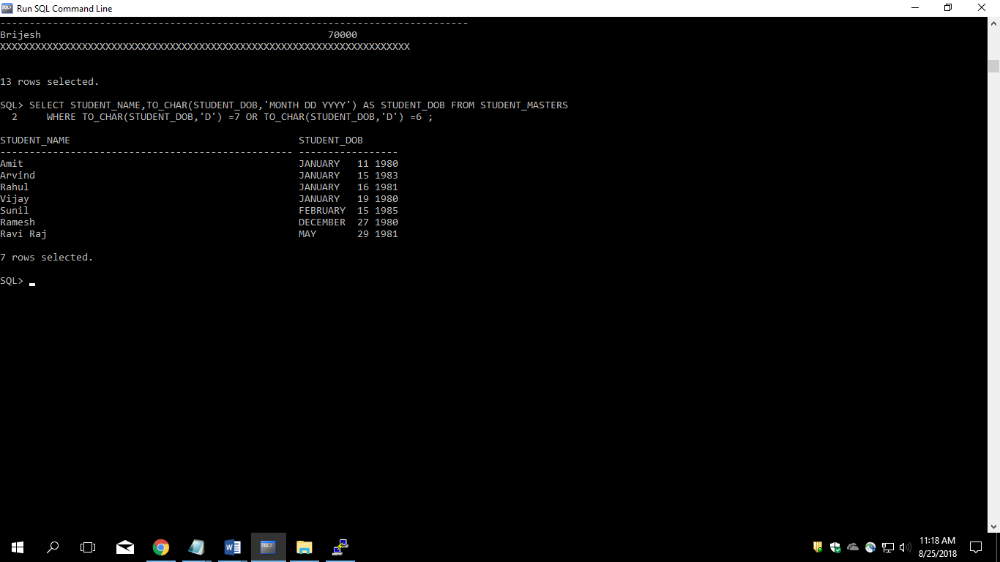 Run SQL Command Line
--------------------------------------------------------------------------------
Brijesh                                                 70000
XXXXXXXXXXXXXXXXXXXXXXXXXXXXXXXXXXXXXXXXXXXXXXXXXXXXXXXXXXXXXXXXXXXXXX
13 rows selected.
SQL> SELECT STUDENT_NAME,TO_CHAR(STUDENT_DOB,'MONTH DD YYYY') AS STUDENT_DOB FROM STUDENT_MASTERS
  2     WHERE TO_CHAR(STUDENT_DOB,'D') =7 OR TO_CHAR(STUDENT_DOB,'D') =6 ;
STUDENT_NAME                                       STUDENT_DOB
-------------------------------------------------- -----------------
Amit                                               JANUARY   11 1980
Arvind                                             JANUARY   15 1983
Rahul                                              JANUARY   16 1981
Vijay                                              JANUARY   19 1980
Sunil                                              FEBRUARY  15 1985
Ramesh                                             DECEMBER  27 1980
Ravi Raj                                           MAY       29 1981
7 rows selected.
SQL> _
11:18 AM
8/25/2018